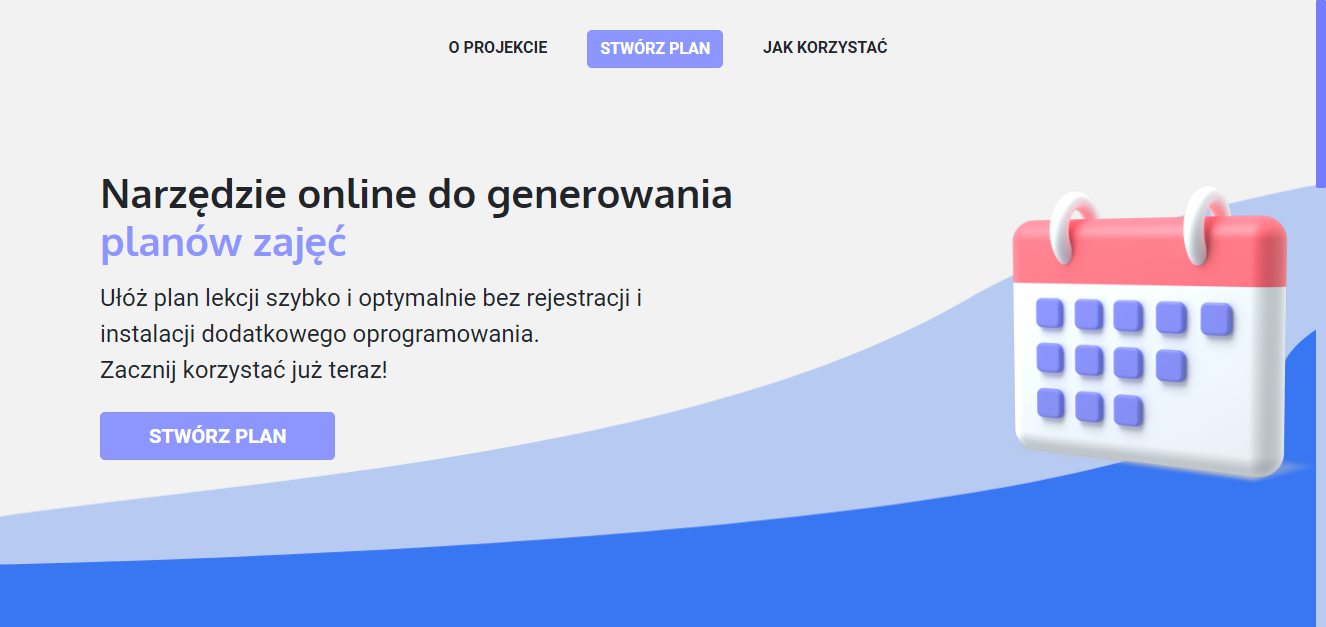 O PROJEKCIE
STWÓRZ PLAN
JAK KORZYSTAĆ
Narzędzie online do generowania
planów zajęć
Ułóż plan lekcji szybko i optymalnie bez rejestracji i
instalacji dodatkowego oprogramowania.
Zacznij korzystać już teraz!
STWÓRZ PLAN